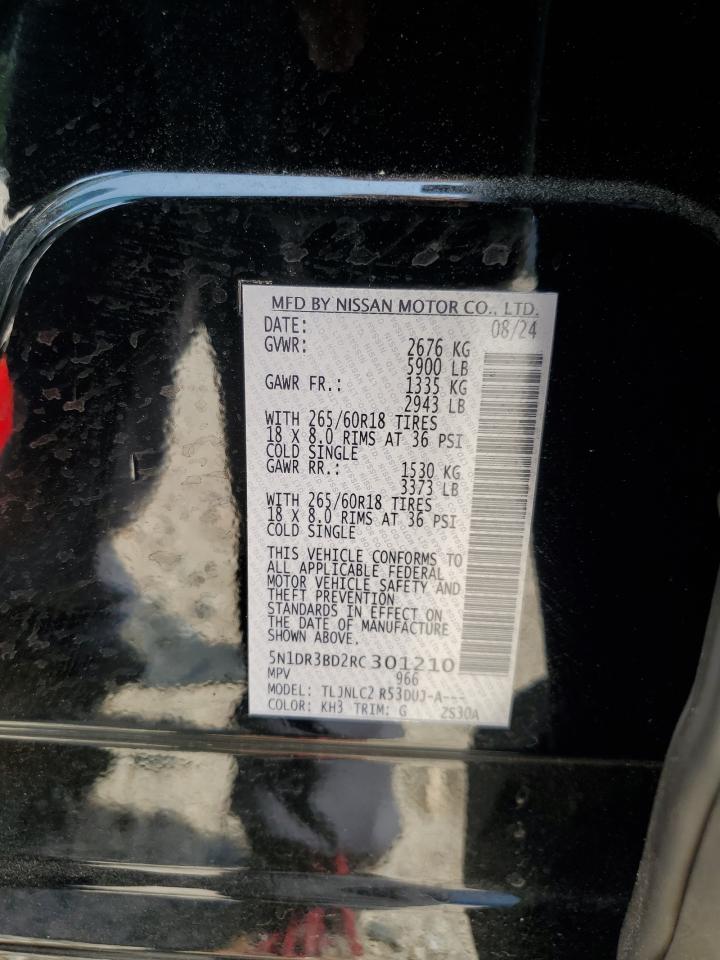 MFD BY NISSAN MOTOR CO., LTD.
DATE: 08/24
GVWR: 2676 KG
5900 LB
GAWR FR.: 1335 KG
2943 LB
WITH 265/60R18 TIRES
18 X 8.0 RIMS AT 36 PSI
COLD SINGLE
GAWR RR.: 1530 KG
3373 LB
WITH 265/60R18 TIRES
18 X 8.0 RIMS AT 36 PSI
COLD SINGLE
THIS VEHICLE CONFORMS TO
ALL APPLICABLE FEDERAL
MOTOR VEHICLE SAFETY AND
THEFT PREVENTION
STANDARDS IN EFFECT ON
THE DATE OF MANUFACTURE
SHOWN ABOVE.
5N1DR3BD2RC301210
MPV 966
MODEL: TLJNLC2 R53DUJ-A---
COLOR: KH3 TRIM: G 2S30A